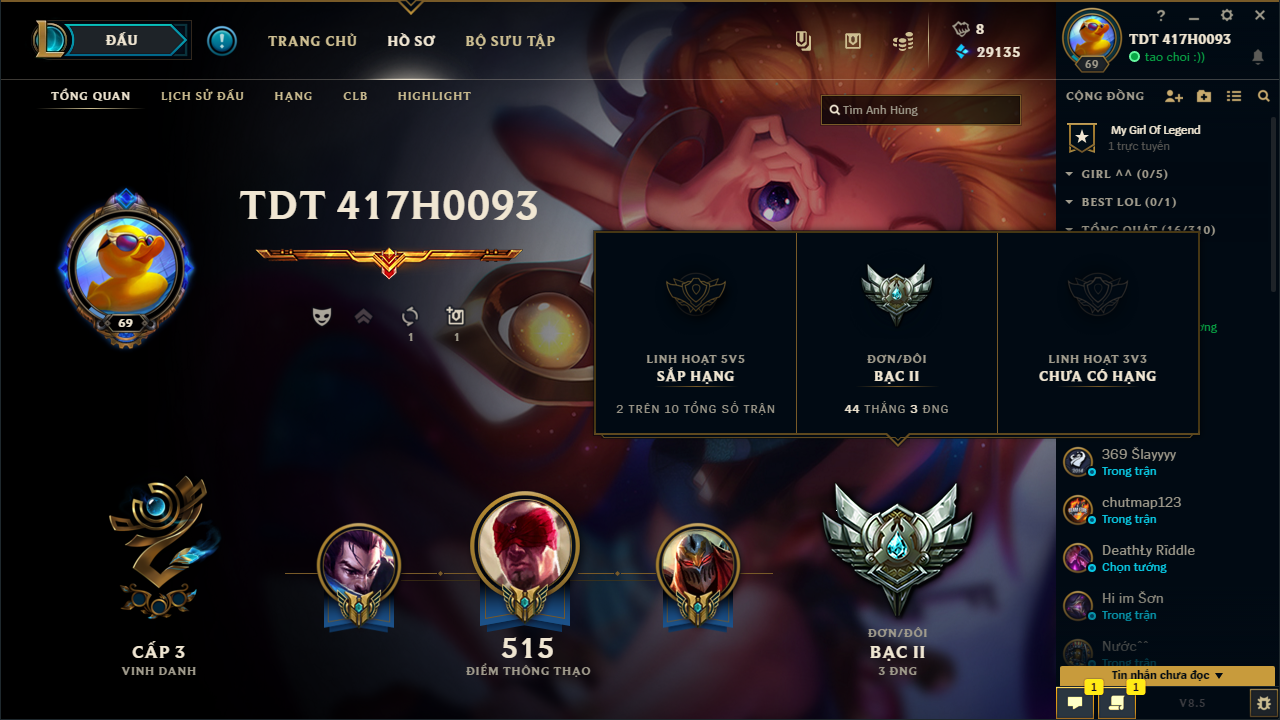 ĐẤU
TRANG CHỦ
HỒ SƠ
BỘ SƯU TẬP
8
29135
TDT 417H0093
tao choi :))
69
TỔNG QUAN
LỊCH SỬ ĐẤU
HẠNG
CLB
HIGHLIGHT
Tìm Anh Hùng
CỘNG ĐỒNG
My Girl Of Legend
1 trực tuyến
GIRL ^^ (0/5)
BEST LOL (0/1)
TỔNG QUÁT (16/310)
TDT 417H0093
69
1
1
LINH HOẠT 5V5
SẮP HẠNG
2 TRÊN 10 TỔNG SỐ TRẬN
ĐƠN/ĐÔI
BẠC II
44 THẮNG 3 ĐNG
LINH HOẠT 3V3
CHƯA CÓ HẠNG
369 Šlayyyy
Trong trận
chutmap123
Trong trận
DeathŁy Rĩddle
Chọn tướng
Hi im Šơn
Trong trận
Nướcˆˆ
Trong trận
CẤP 3
VINH DANH
515
ĐIỂM THÔNG THẠO
ĐƠN/ĐÔI
BẠC II
3 ĐNG
Tin nhắn chưa đọc
1
1
V8.5